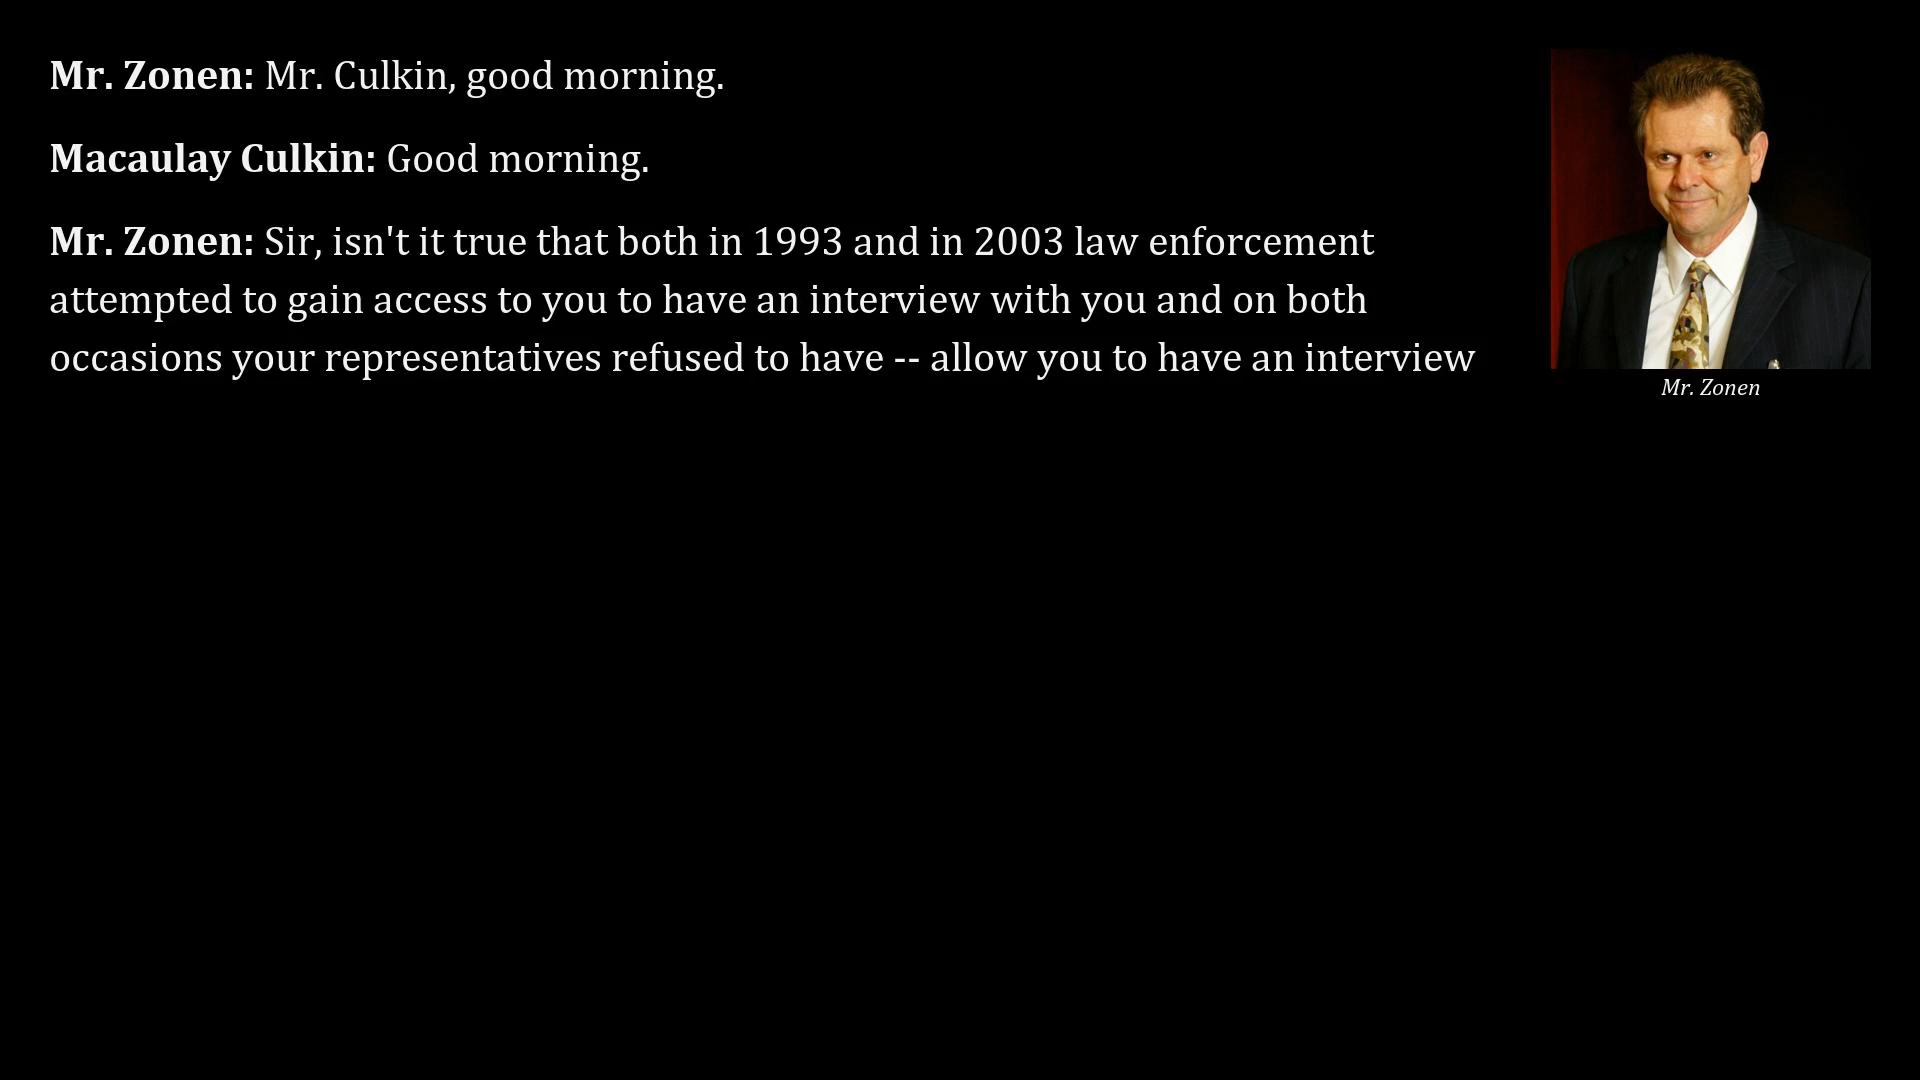 Mr. Zonen: Mr. Culkin, good morning.
Macaulay Culkin: Good morning.
Mr. Zonen: Sir, isn't it true that both in 1993 and in 2003 law enforcement
attempted to gain access to you to have an interview with you and on both
occasions your representatives refused to have -- allow you to have an interview
Mr. Zonen